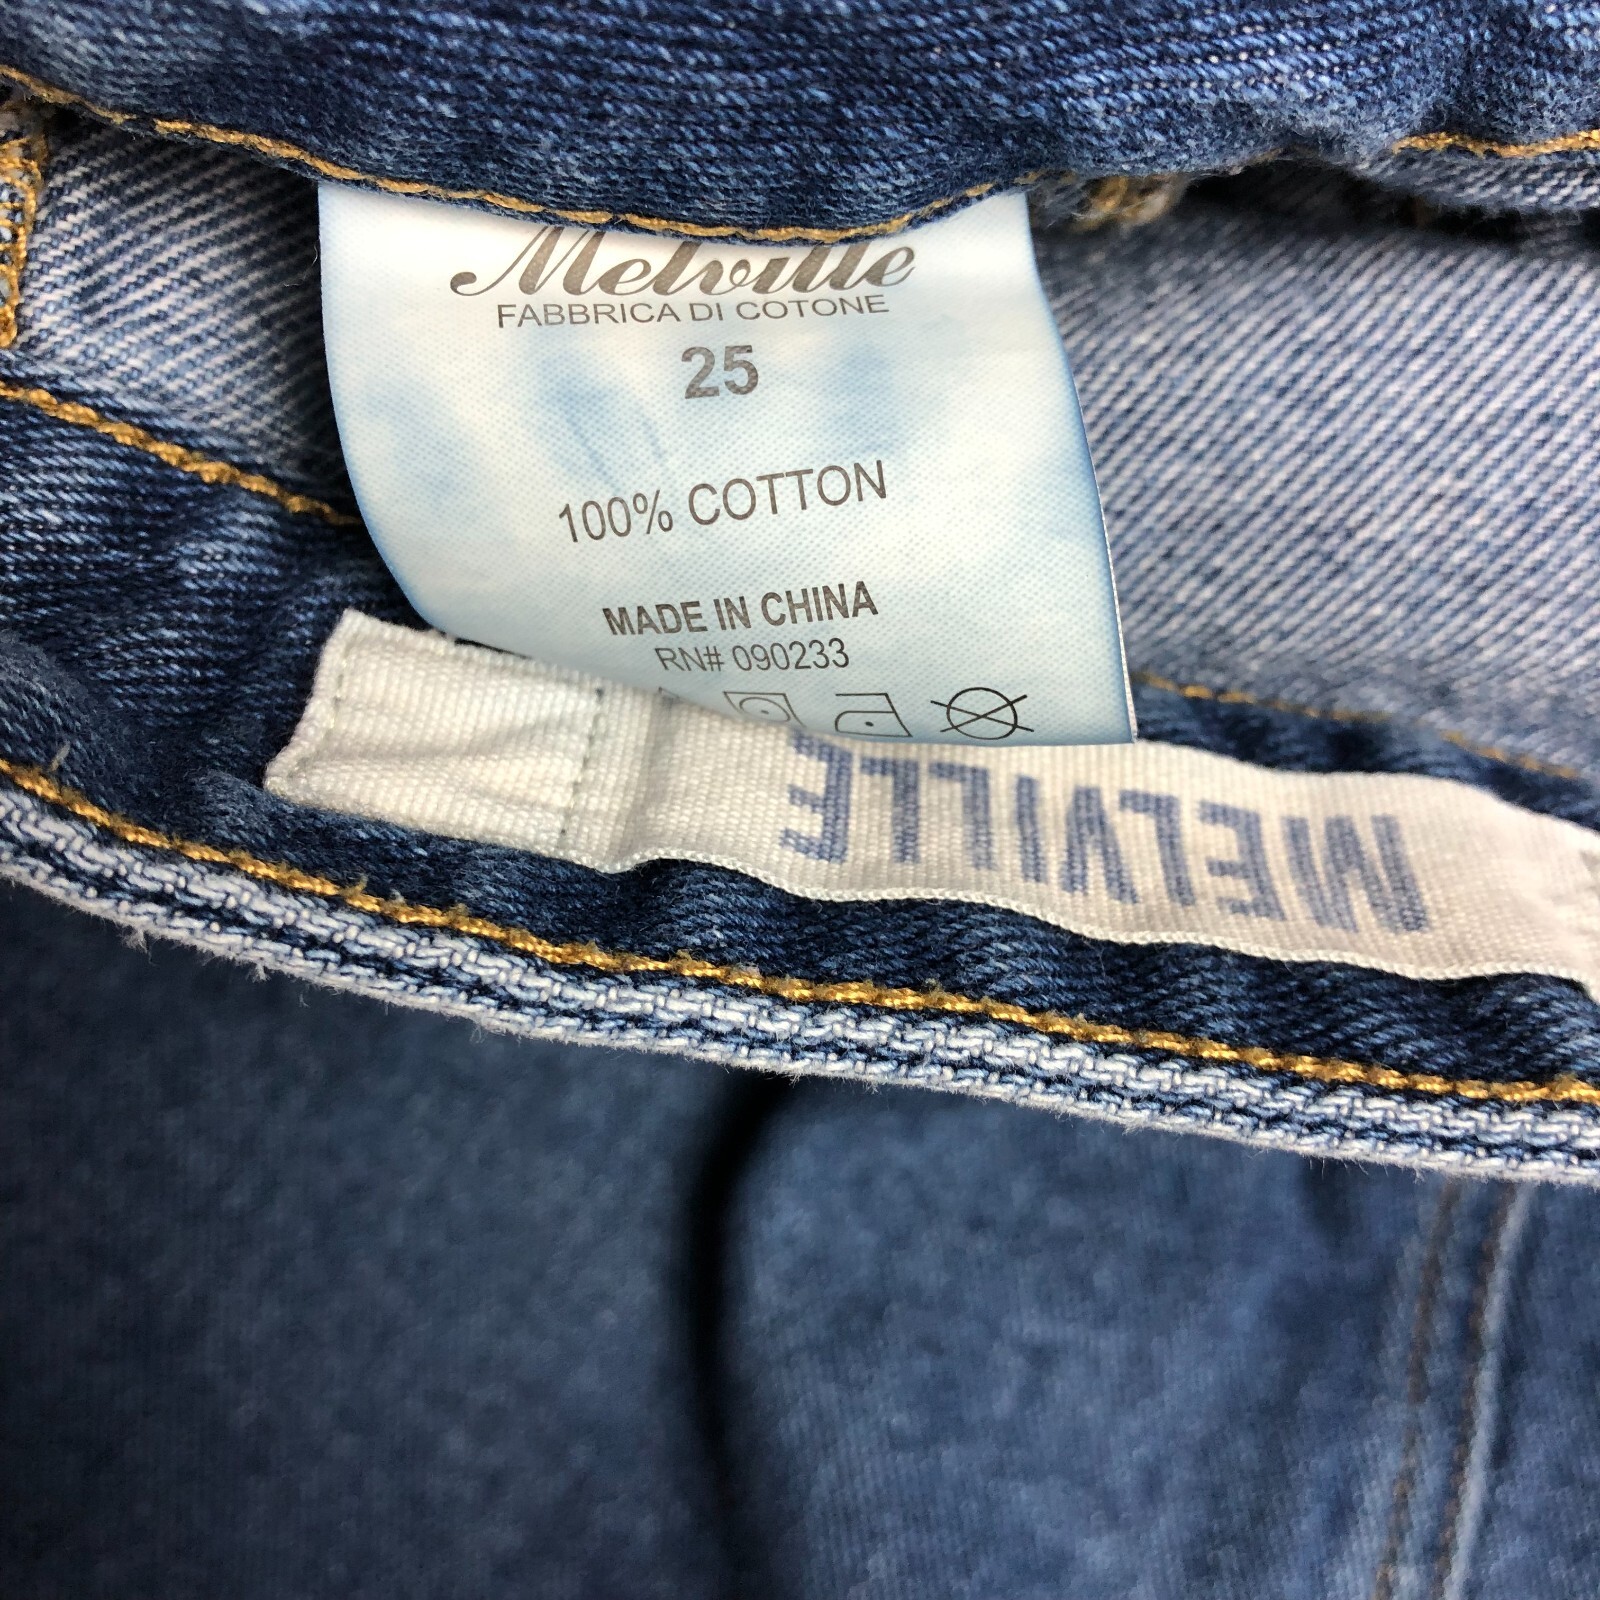 Melville
FABBRICA DI COTONE
25
100% COTTON
MADE IN CHINA
RN# 090233
MELVILLE